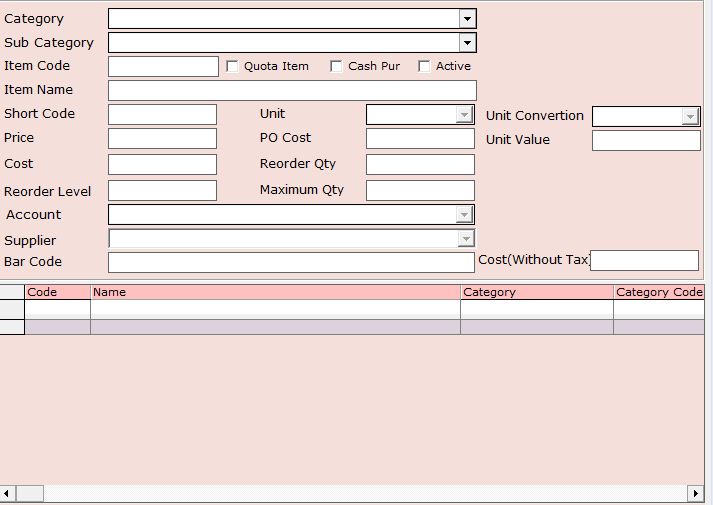 Category
Sub Category
Item Code Quota Item Cash Pur Active
Item Name
Short Code Unit Unit Convertion
Price PO Cost Unit Value
Cost Reorder Qty
Reorder Level Maximum Qty
Account
Supplier
Bar Code Cost(Without Tax)
Code Name Category Category Code